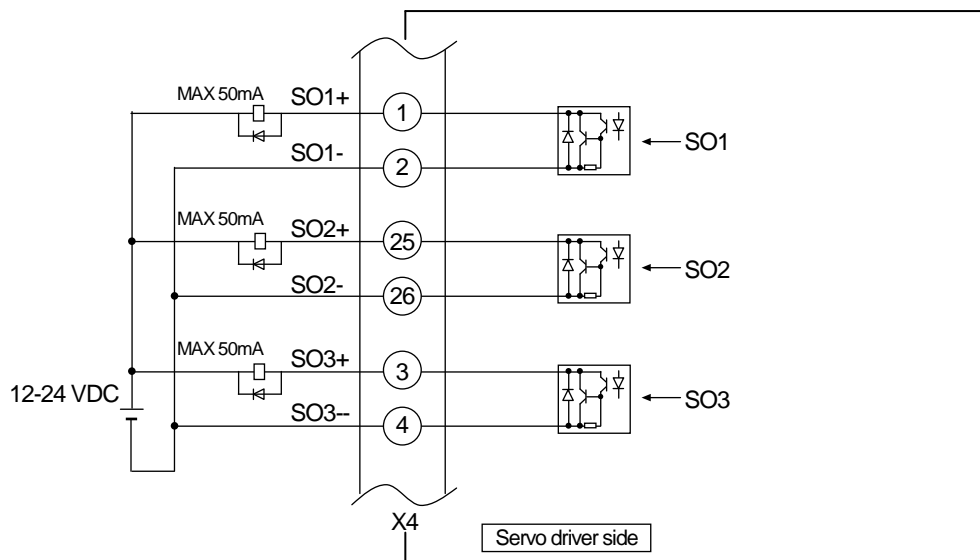 MAX 50mA
SO1+
1
SO1-
2
SO1
MAX 50mA
SO2+
25
SO2-
26
SO2
MAX 50mA
SO3+
3
12-24 VDC
SO3--
4
SO3
X4
Servo driver side